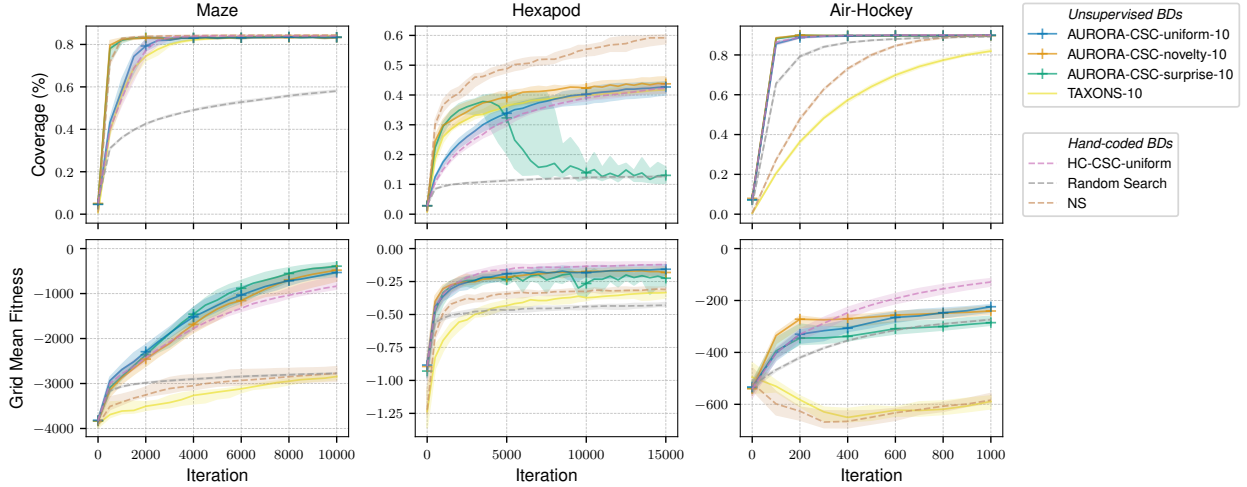 Maze
Hexapod
Air-Hockey
Coverage (%)
0.8
0.6
0.4
0.2
0.0
0.6
0.5
0.4
0.3
0.2
0.1
0.0
0.8
0.6
0.4
0.2
0.0
Unsupervised BDs
AURORA-CSC-uniform-10
AURORA-CSC-novelty-10
AURORA-CSC-surprise-10
TAXONS-10
Hand-coded BDs
HC-CSC-uniform
Random Search
NS
Grid Mean Fitness
0
−1000
−2000
−3000
−4000
0 2000 4000 6000 8000 10000
Iteration
0.00
−0.25
−0.50
−0.75
−1.00
−1.25
0 5000 10000 15000
Iteration
−200
−400
−600
0 200 400 600 800 1000
Iteration